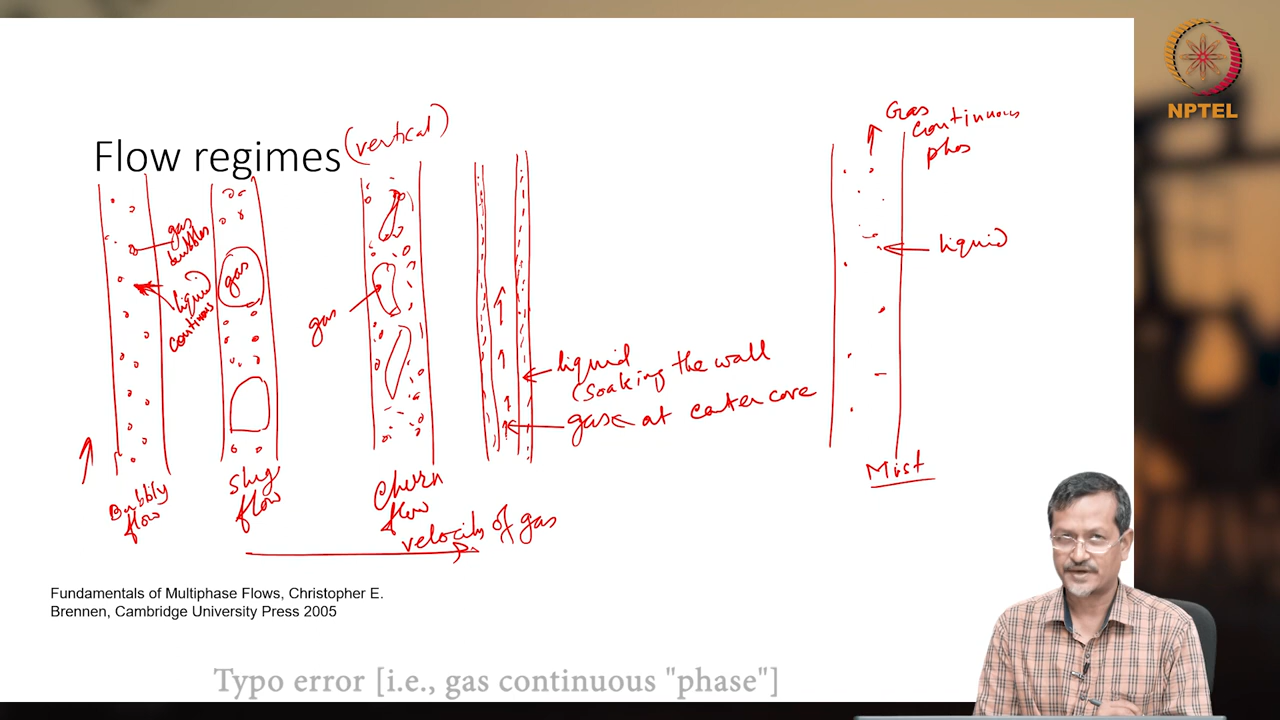 NPTEL
Flow regimes (vertical)
gas
bubbles
liquid
continous
gas
gas
liquid
(soaking the wall
gas at center core
Gas
continuous
phas
liquid
Mist
Bubbly
flow
Slug
flow
Churn
flow
velocity of gas
Fundamentals of Multiphase Flows, Christopher E.
Brennen, Cambridge University Press 2005
Typo error [i.e., gas continuous "phase"]